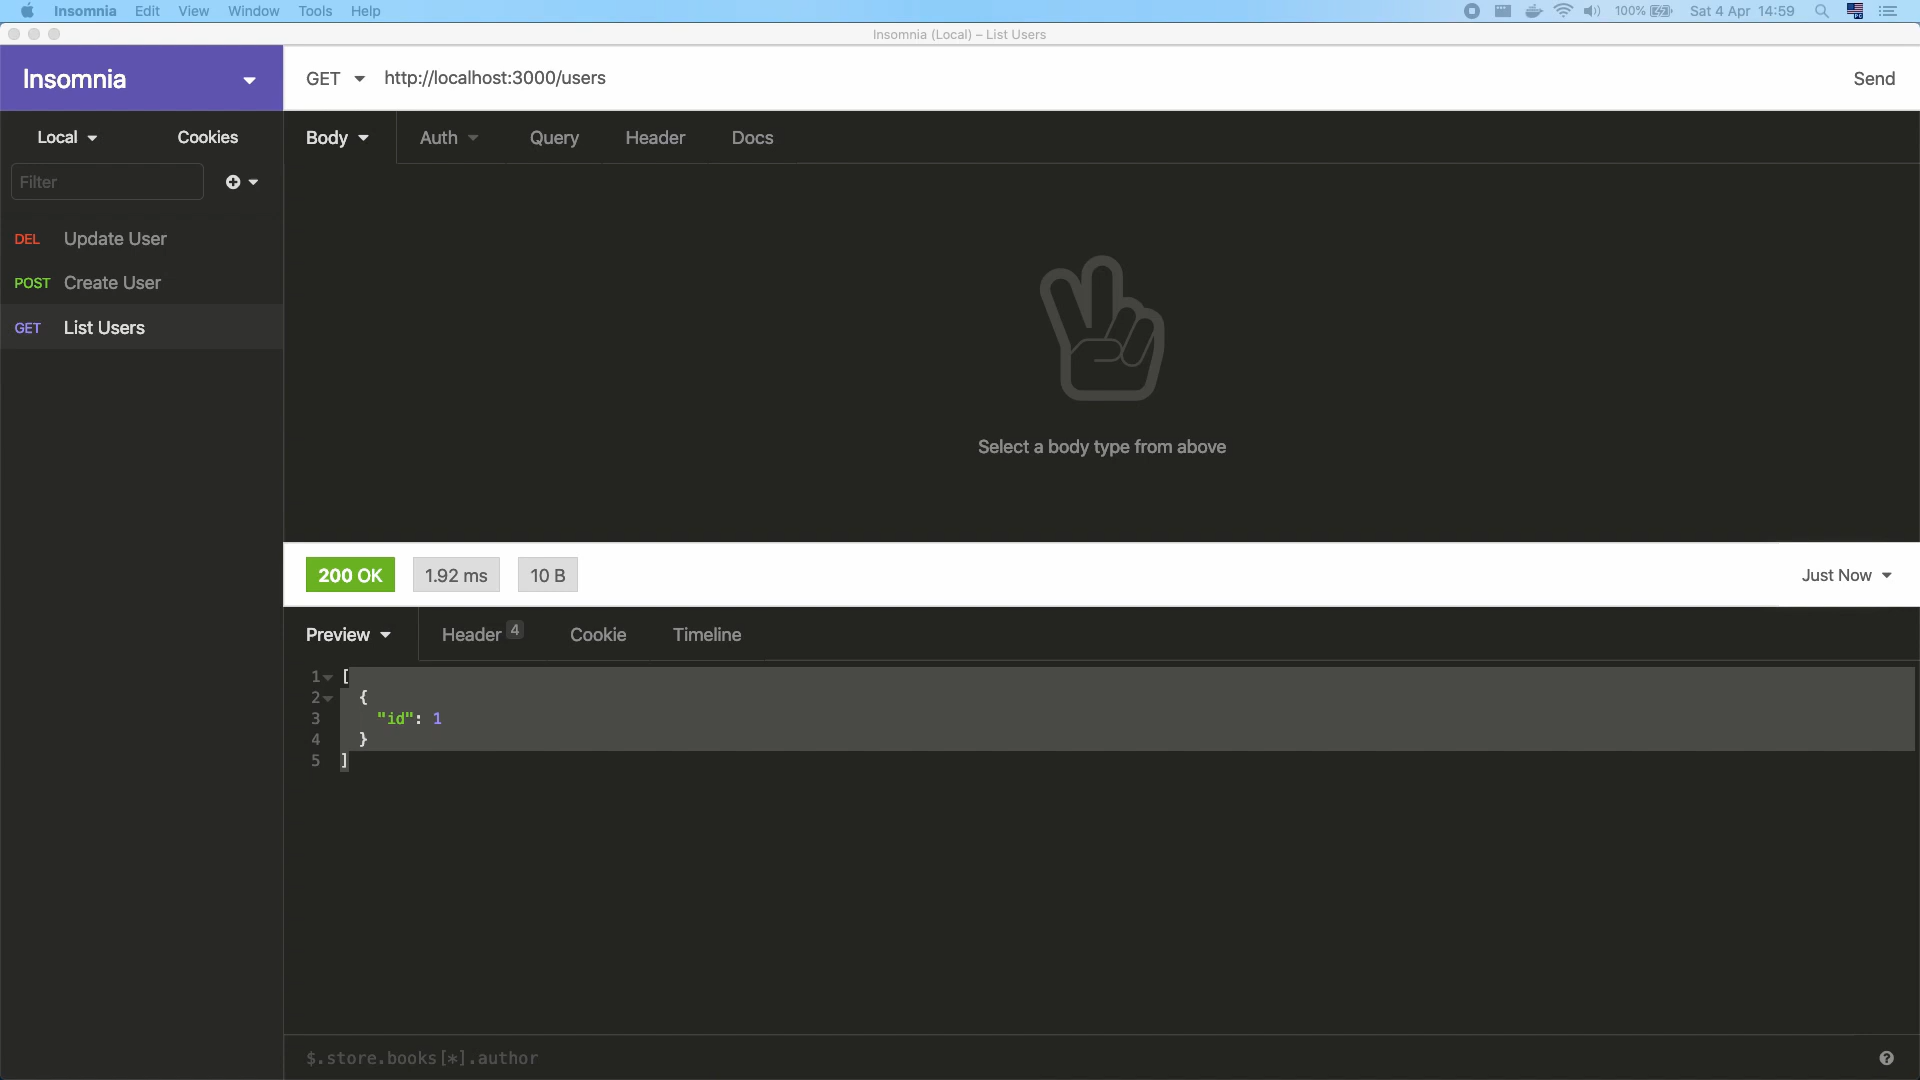 Insomnia Edit View Window Tools Help 100% Sat 4 Apr 14:59
Insomnia (Local) – List Users
Insomnia
GET http://localhost:3000/users Send
Local Cookies
Body Auth Query Header Docs
Filter
DEL Update User
POST Create User
GET List Users
Select a body type from above
200 OK 1.92 ms 10 B Just Now
Preview Header 4 Cookie Timeline
1 [
2 {
3 "id": 1
4 }
5 ]
$.store.books[*].author